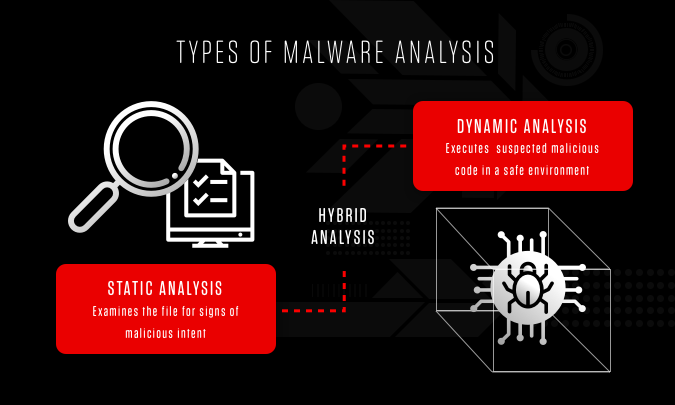 TYPES OF MALWARE ANALYSIS
DYNAMIC ANALYSIS
Executes suspected malicious
code in a safe environment
HYBRID
ANALYSIS
STATIC ANALYSIS
Examines the file for signs of
malicious intent